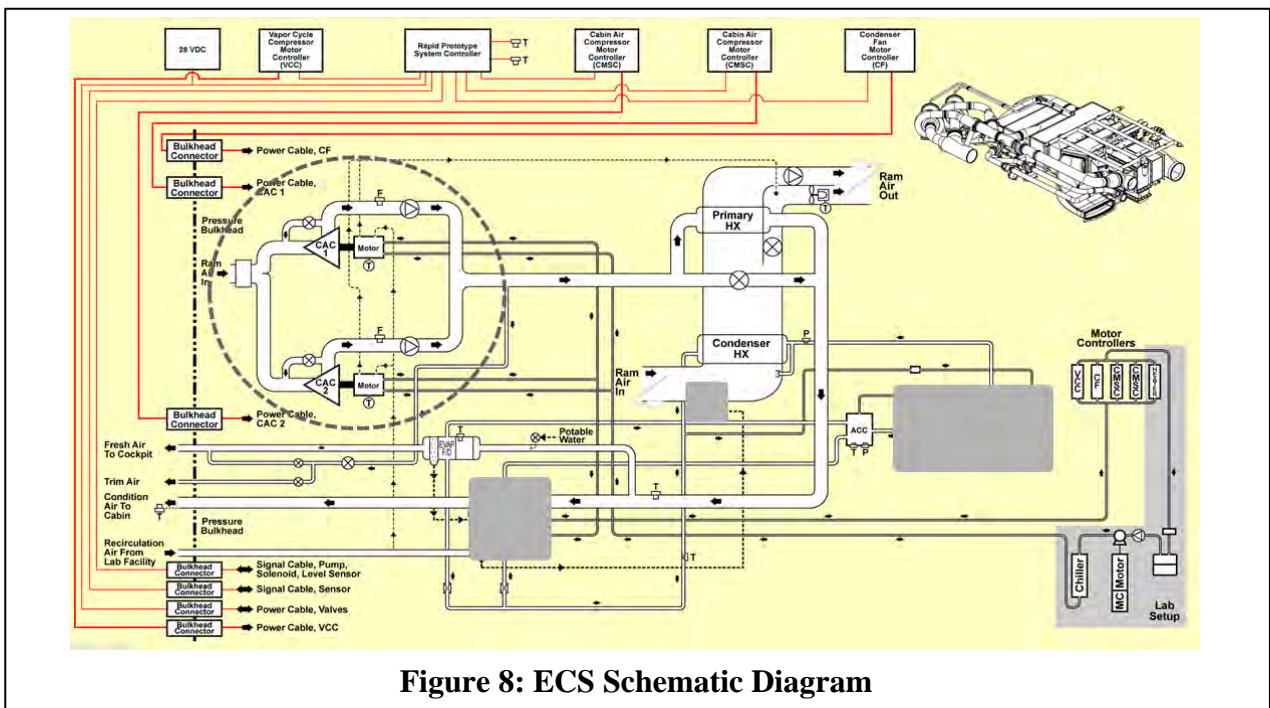 28 VDC
Vapor Cycle
Compressor
Motor
Controller
(VCC)
Rapid Prototype
System Controller
T
T
Cabin Air
Compressor
Motor
Controller
(CMSC)
Cabin Air
Compressor
Motor
Controller
(CMSC)
Condenser
Fan
Motor
Controller
(CF)
Bulkhead
Connector
Power Cable, CF
Bulkhead
Connector
Power Cable,
CAC 1
Pressure
Bulkhead
F
CAC
1
Motor
T
Ram
Air
In
F
CAC
2
Motor
T
Primary
HX
T
Ram
Air
Out
Condenser
HX
P
Ram
Air
In
Motor
Controllers
VCC
CF
CMSC
CMSC
Bulkhead
Connector
Power Cable,
CAC 2
Fresh Air
To Cockpit
EVAP
F/D
T
Potable
Water
ACC
T P
Trim Air
Condition
Air To
Cabin
T
T
Pressure
Bulkhead
Recirculation
Air From
Lab Facility
T
Bulkhead
Connector
Signal Cable, Pump,
Solenoid, Level Sensor
Bulkhead
Connector
Signal Cable, Sensor
Bulkhead
Connector
Power Cable, Valves
Bulkhead
Connector
Power Cable, VCC
Chiller
MC Motor
Lab
Setup
Figure 8: ECS Schematic Diagram